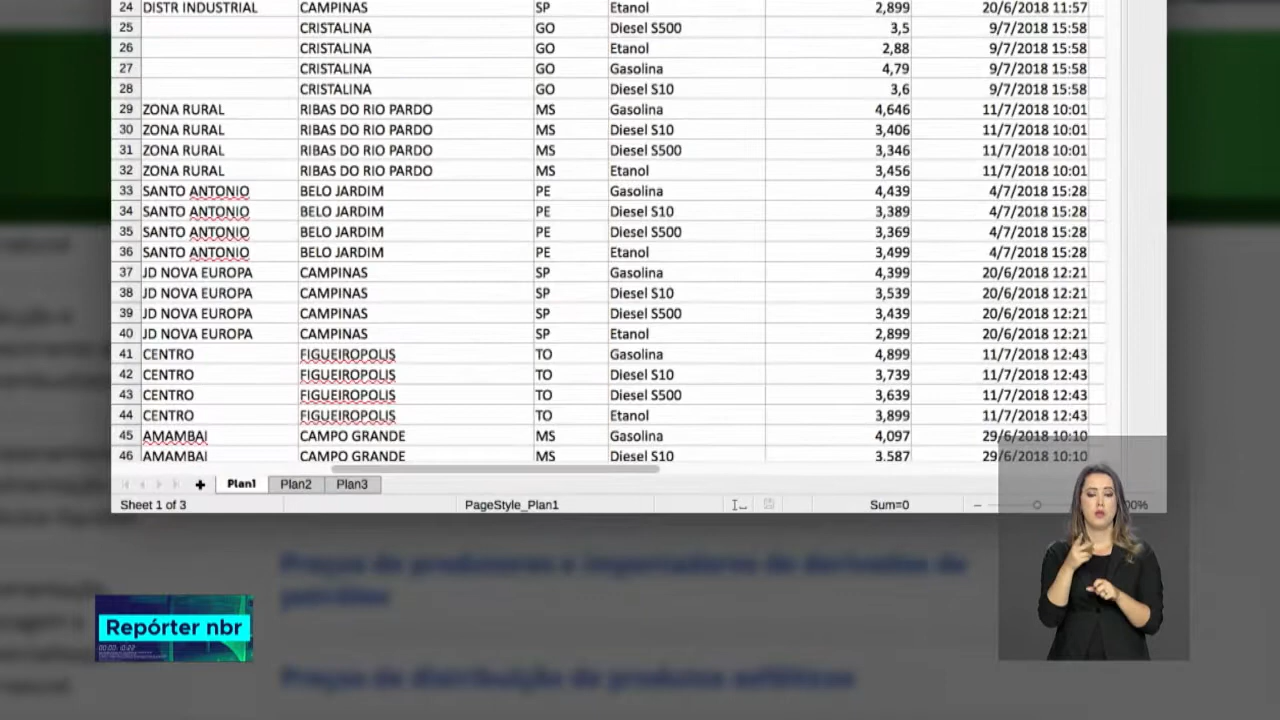 24 DISTR INDUSTRIAL CAMPINAS SP Etanol 2,899 20/6/2018 11:57
25 CRISTALINA GO Diesel S500 3,5 9/7/2018 15:58
26 CRISTALINA GO Etanol 2,88 9/7/2018 15:58
27 CRISTALINA GO Gasolina 4,79 9/7/2018 15:58
28 CRISTALINA GO Diesel S10 3,6 9/7/2018 15:58
29 ZONA RURAL RIBAS DO RIO PARDO MS Gasolina 4,646 11/7/2018 10:01
30 ZONA RURAL RIBAS DO RIO PARDO MS Diesel S10 3,406 11/7/2018 10:01
31 ZONA RURAL RIBAS DO RIO PARDO MS Diesel S500 3,346 11/7/2018 10:01
32 ZONA RURAL RIBAS DO RIO PARDO MS Etanol 3,456 11/7/2018 10:01
33 SANTO ANTONIO BELO JARDIM PE Gasolina 4,439 4/7/2018 15:28
34 SANTO ANTONIO BELO JARDIM PE Diesel S10 3,389 4/7/2018 15:28
35 SANTO ANTONIO BELO JARDIM PE Diesel S500 3,369 4/7/2018 15:28
36 SANTO ANTONIO BELO JARDIM PE Etanol 3,499 4/7/2018 15:28
37 JD NOVA EUROPA CAMPINAS SP Gasolina 4,399 20/6/2018 12:21
38 JD NOVA EUROPA CAMPINAS SP Diesel S10 3,539 20/6/2018 12:21
39 JD NOVA EUROPA CAMPINAS SP Diesel S500 3,439 20/6/2018 12:21
40 JD NOVA EUROPA CAMPINAS SP Etanol 2,899 20/6/2018 12:21
41 CENTRO FIGUEIROPOLIS TO Gasolina 4,899 11/7/2018 12:43
42 CENTRO FIGUEIROPOLIS TO Diesel S10 3,739 11/7/2018 12:43
43 CENTRO FIGUEIROPOLIS TO Diesel S500 3,639 11/7/2018 12:43
44 CENTRO FIGUEIROPOLIS TO Etanol 3,899 11/7/2018 12:43
45 AMAMBAI CAMPO GRANDE MS Gasolina 4,097 29/6/2018 10:10
46 AMAMBAI CAMPO GRANDE MS Diesel S10 3,587 29/6/2018 10:10
Plan1 Plan2 Plan3
Sheet 1 of 3 PageStyle_Plan1 Sum=0
Preços de produtores e importadores de derivados de
petróleo
Repórter nbr
Preços de distribuição de produtos asfálticos